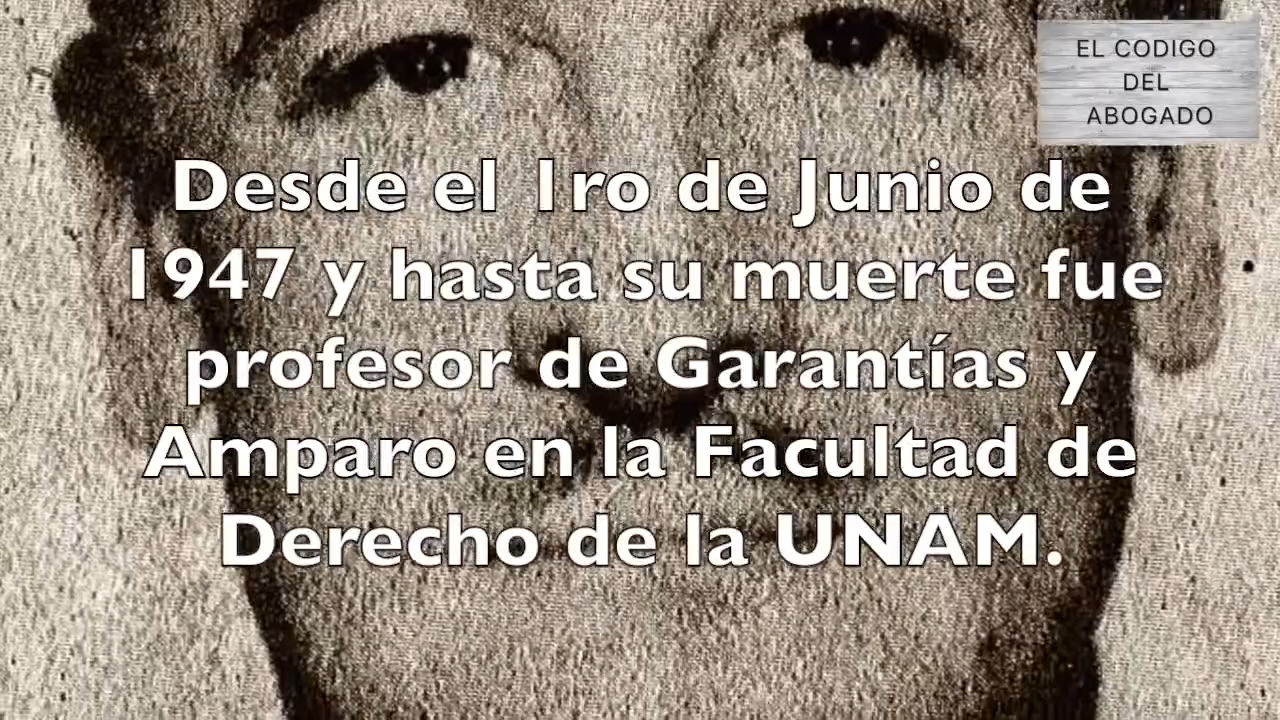 EL CODIGO
DEL
ABOGADO
Desde el 1ro de Junio de
1947 y hasta su muerte fue
profesor de Garantías y
Amparo en la Facultad de
Derecho de la UNAM.